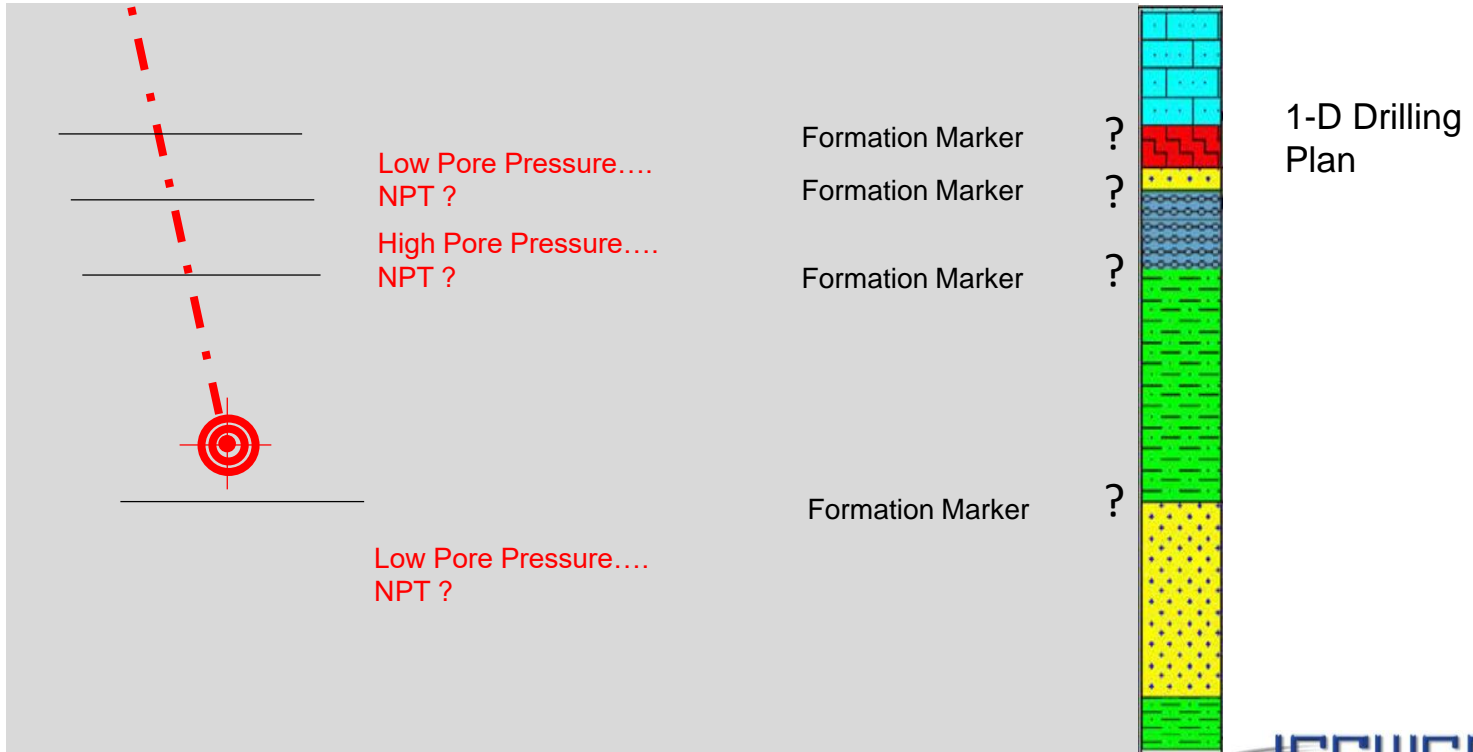 Formation Marker
?
1-D Drilling
Plan
Low Pore Pressure....
NPT ?
Formation Marker
?
High Pore Pressure....
NPT ?
Formation Marker
?
Formation Marker
?
Low Pore Pressure....
NPT ?